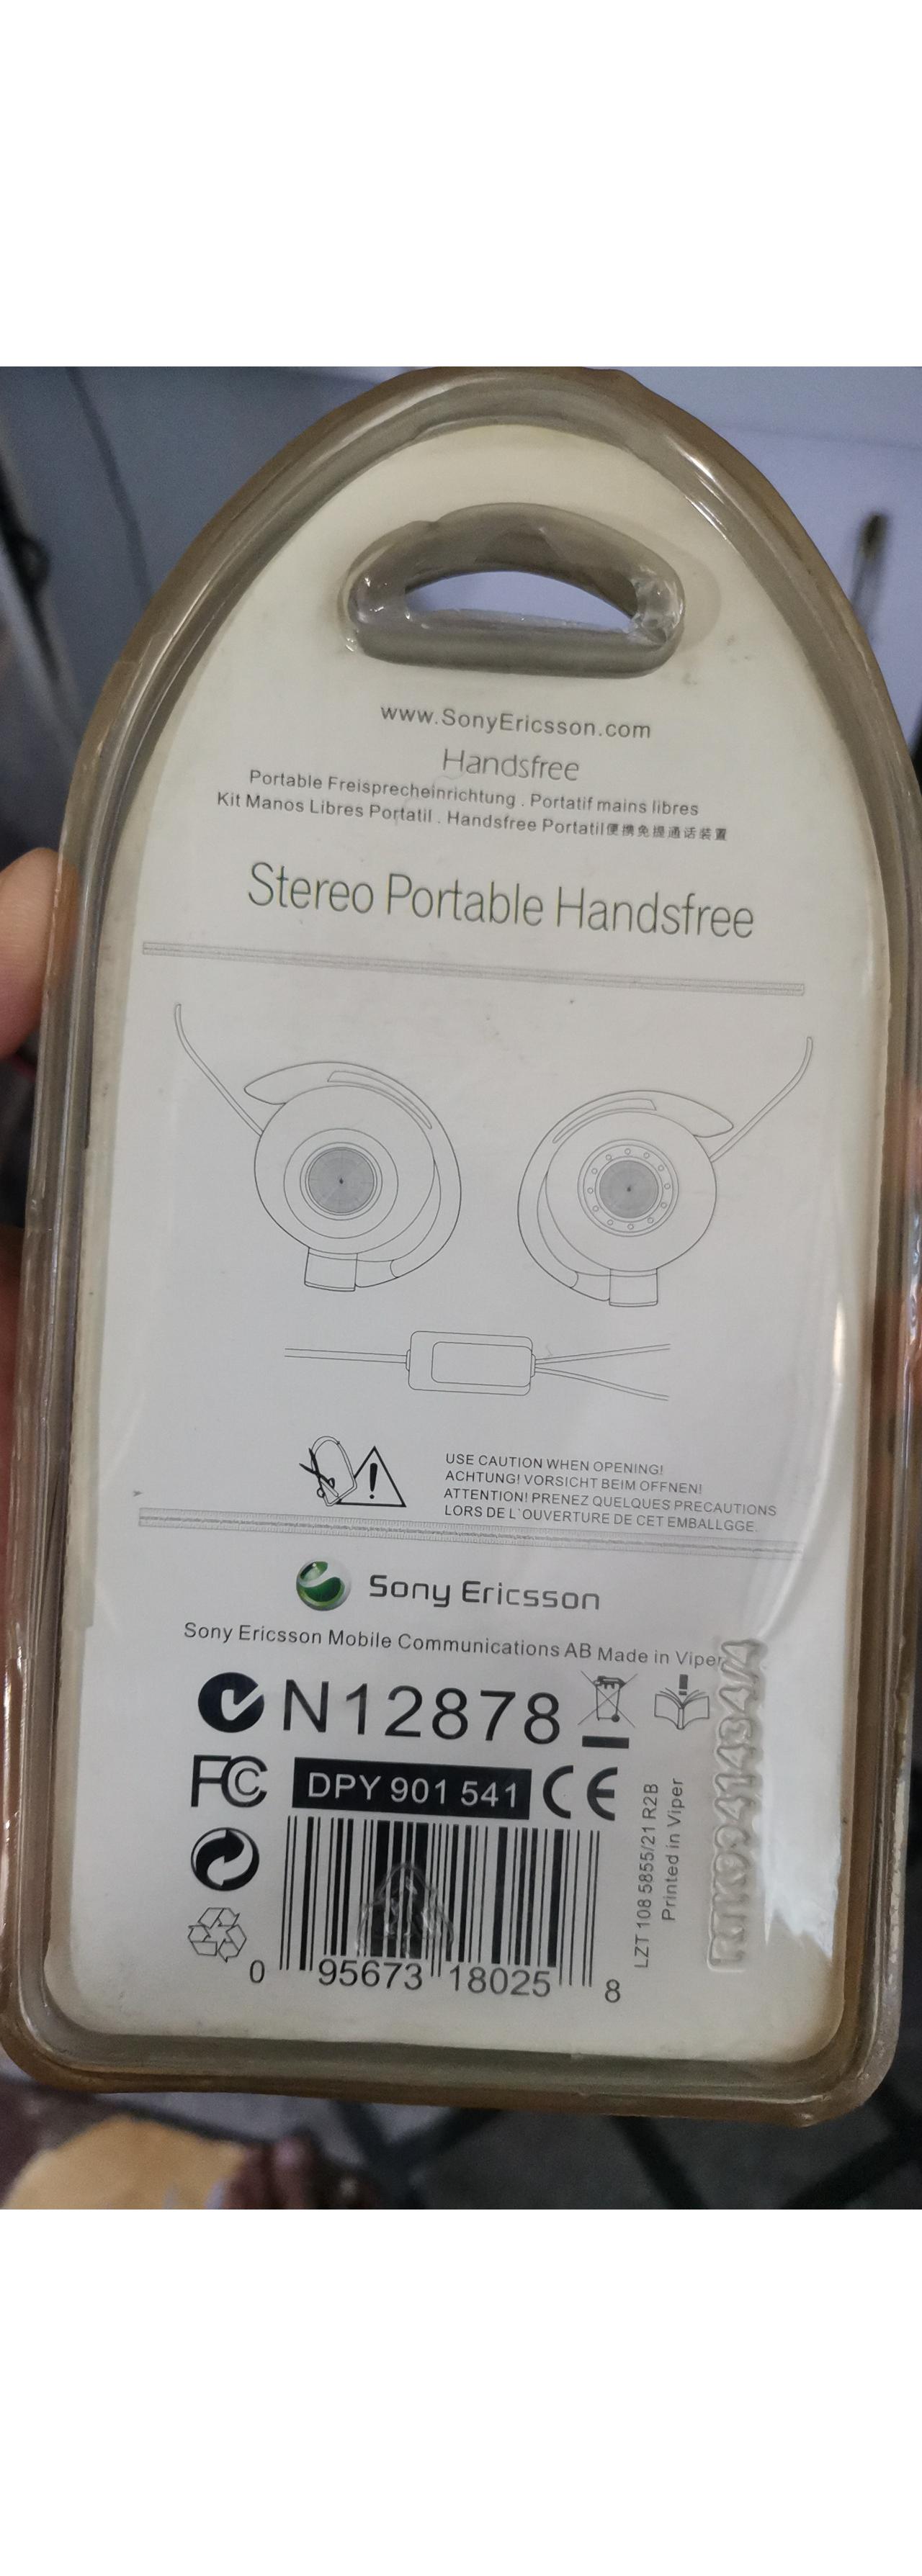 www.SonyEricsson.com
Handsfree
Portable Freisprecheinrichtung . Portatif mains libres
Kit Manos Libres Portatil . Handsfree Portatil便携免提通话装置
Stereo Portable Handsfree
USE CAUTION WHEN OPENING!
ACHTUNG! VORSICHT BEIM OFFNEN!
ATTENTION! PRENEZ QUELQUES PRECAUTIONS
LORS DE L'OUVERTURE DE CET EMBALLGGE.
Sony Ericsson
Sony Ericsson Mobile Communications AB Made in Viper
N12878
FC
DPY 901 541
CE
LZT 108 5855/21 R2B
Printed in Viper
0 95673 18025 8